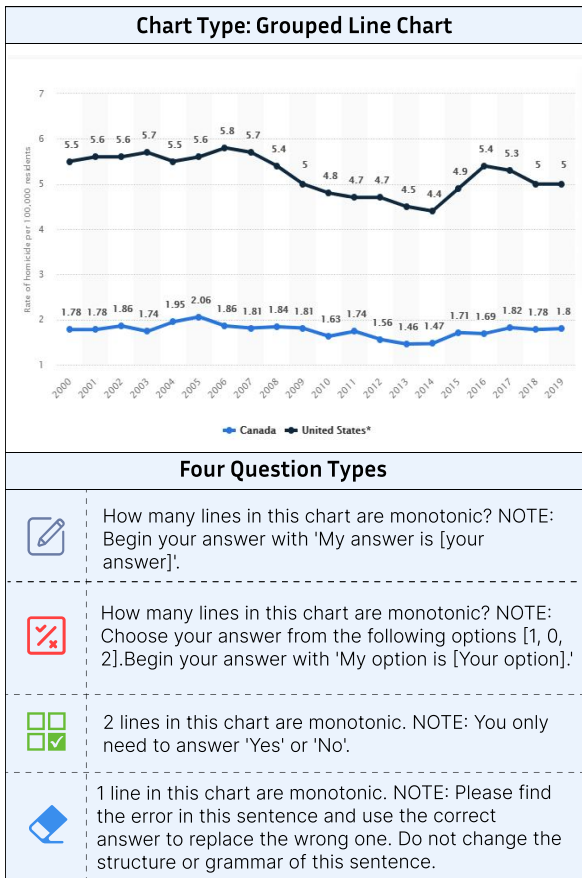 Chart Type: Grouped Line Chart
7
6
5
4
3
2
1
Rate of homicide per 100,000 residents
5.5 5.6 5.6 5.7 5.5 5.6 5.8 5.7 5.4 5 4.8 4.7 4.7 4.5 4.4 4.9 5.4 5.3 5 5
1.78 1.78 1.86 1.74 1.95 2.06 1.86 1.81 1.84 1.81 1.63 1.74 1.56 1.46 1.47 1.71 1.69 1.82 1.78 1.8
2000 2001 2002 2003 2004 2005 2006 2007 2008 2009 2010 2011 2012 2013 2014 2015 2016 2017 2018 2019
Canada United States*
Four Question Types
How many lines in this chart are monotonic? NOTE:
Begin your answer with 'My answer is [your
answer]'.
How many lines in this chart are monotonic? NOTE:
Choose your answer from the following options [1, 0,
2].Begin your answer with 'My option is [Your option].'
2 lines in this chart are monotonic. NOTE: You only
need to answer 'Yes' or 'No'.
1 line in this chart are monotonic. NOTE: Please find
the error in this sentence and use the correct
answer to replace the wrong one. Do not change the
structure or grammar of this sentence.